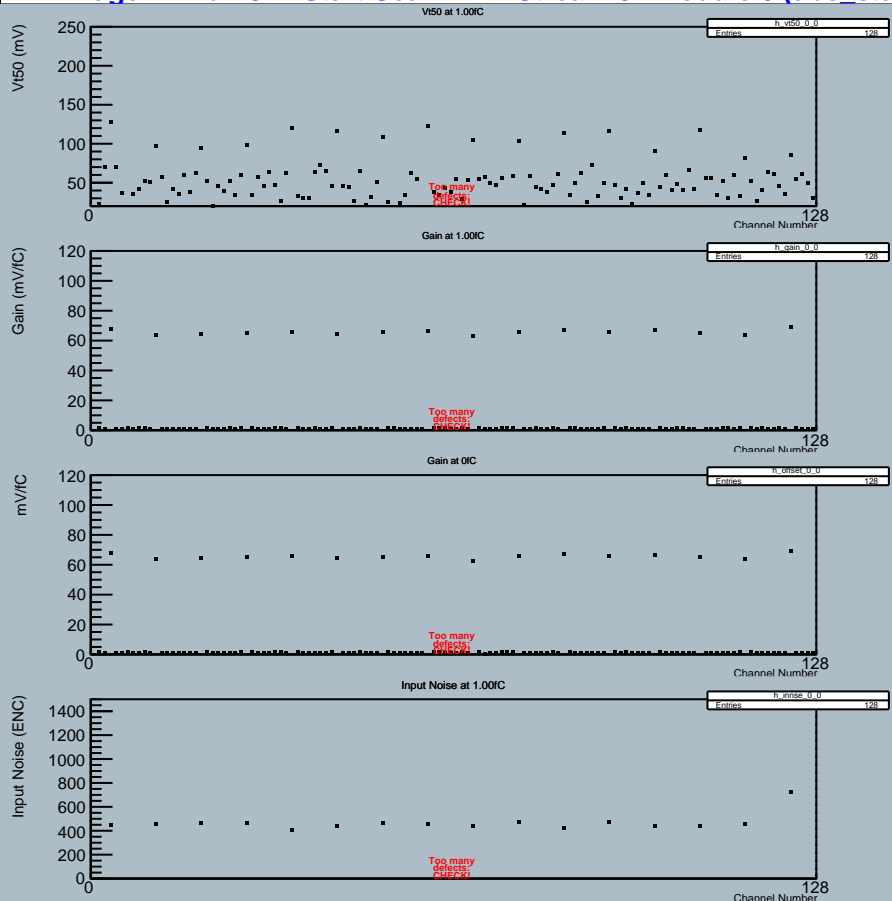 Vt50 at 1.00fC
h_vt50_0_0
Entries 128
Vt50 (mV)
250
200
150
100
50
Too many
defects:
CHECK!
0
128
Channel Number
Gain at 1.00fC
h_gain_0_0
Entries 128
Gain (mV/fC)
120
100
80
60
40
20
0
Too many
defects:
CHECK!
0
128
Channel Number
Gain at 0fC
h_offset_0_0
Entries 128
mV/fC
120
100
80
60
40
20
0
Too many
defects:
CHECK!
0
128
Channel Number
Input Noise at 1.00fC
h_innse_0_0
Entries 128
Input Noise (ENC)
1400
1200
1000
800
600
400
200
0
Too many
defects:
CHECK!
0
128
Channel Number